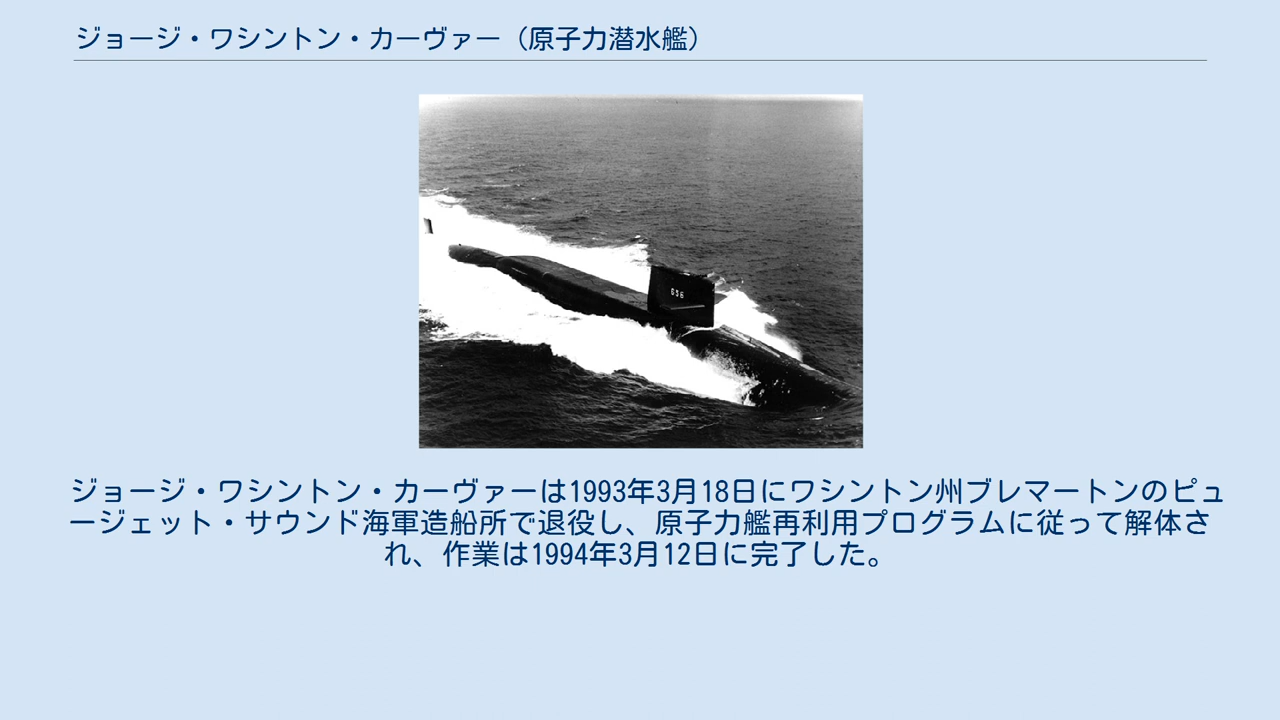 ジョージ・ワシントン・カーヴァー（原子力潜水艦）
656
ジョージ・ワシントン・カーヴァーは1993年3月18日にワシントン州ブレマートンのピュ
ージェット・サウンド海軍造船所で退役し、原子力艦再利用プログラムに従って解体さ
れ、作業は1994年3月12日に完了した。